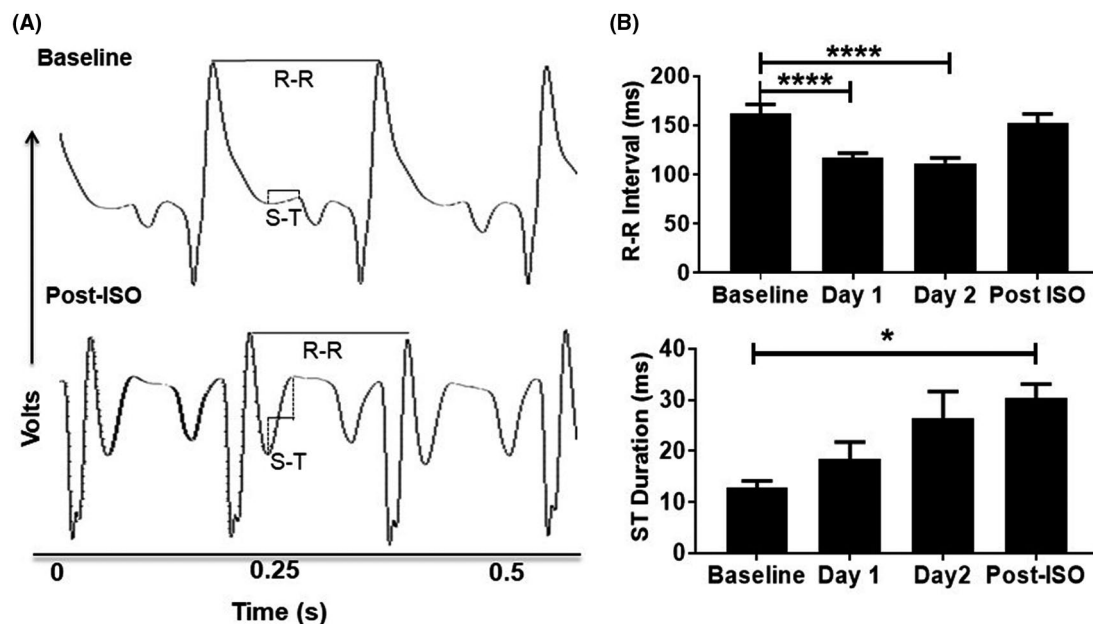 (A)
Baseline
R-R
S-T
Post-ISO
R-R
S-T
Volts
0 0.25 0.5
Time (s)
(B)
****
****
R-R Interval (ms)
200
150
100
50
0
Baseline Day 1 Day 2 Post ISO
*
ST Duration (ms)
40
30
20
10
0
Baseline Day 1 Day2 Post-ISO